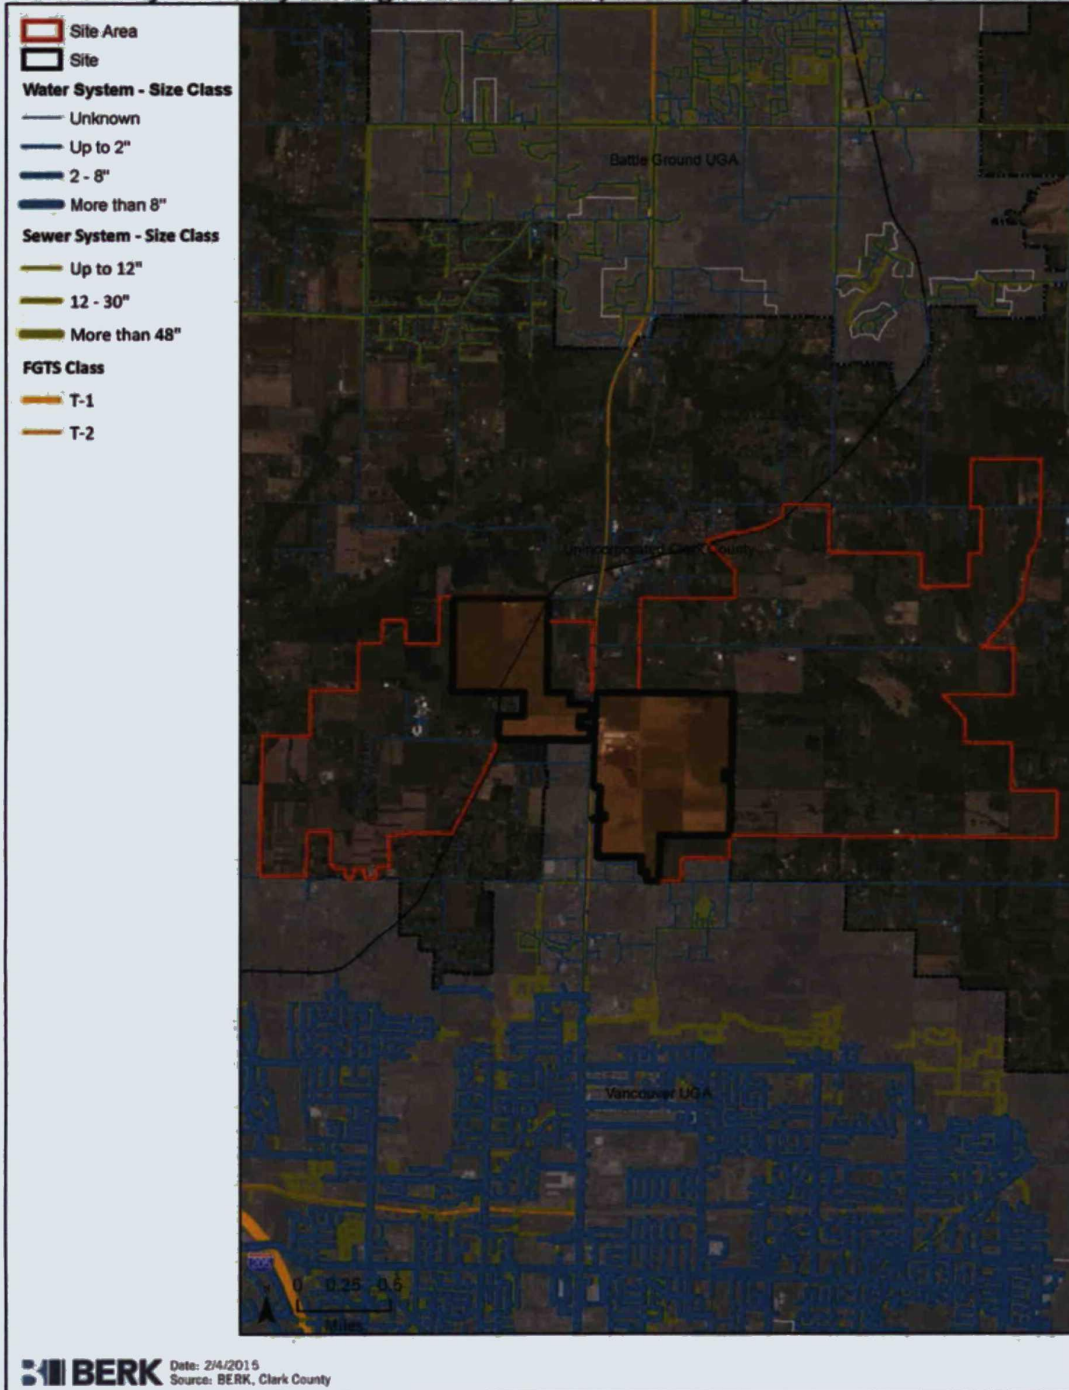 Site Area
Site
Water System - Size Class
Unknown
Up to 2"
2 - 8"
More than 8"
Sewer System - Size Class
Up to 12"
12 - 30"
More than 48"
FGTS Class
T-1
T-2
Battle Ground UGA
Unincorporated Clark County
Vancouver UGA
205
0 0.25 0.5
Miles
BERK
Date: 2/4/2015
Source: BERK, Clark County